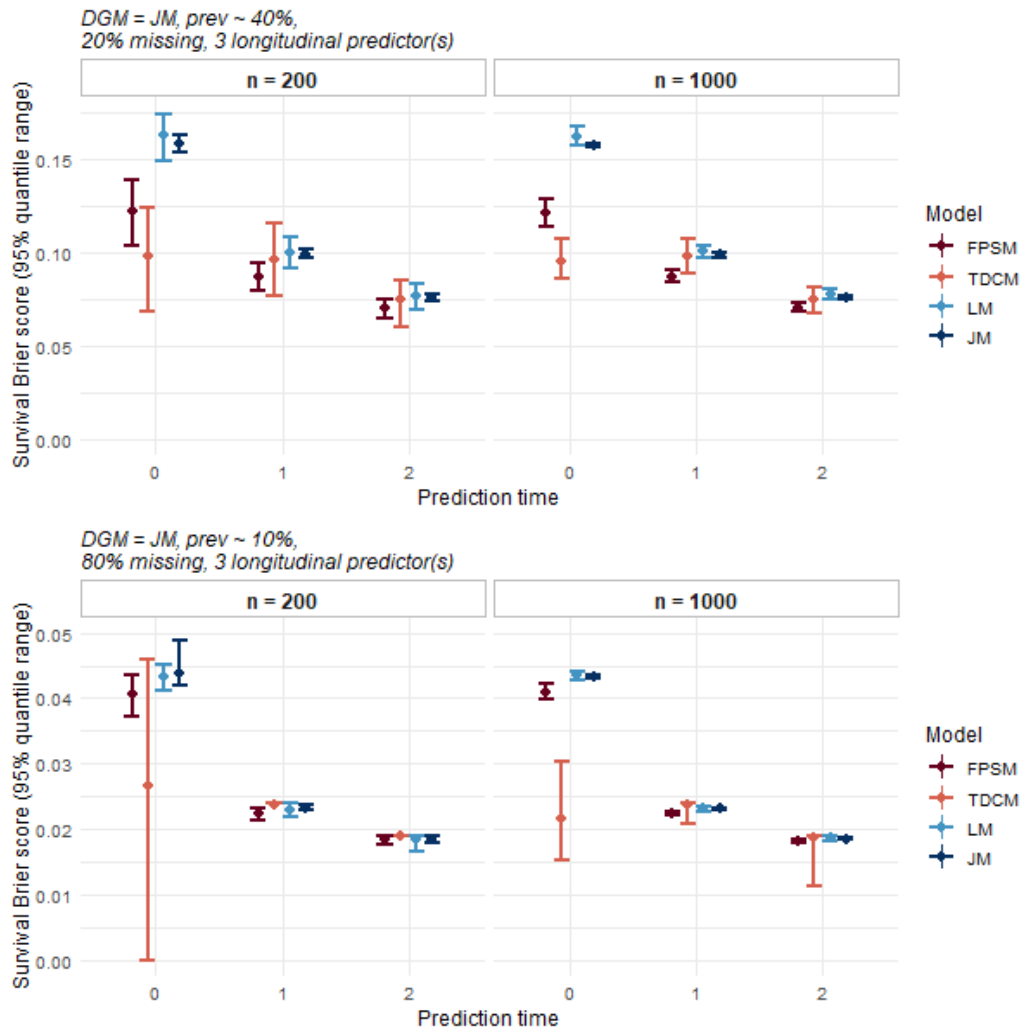 DGM = JM, prev ~ 40%,
20% missing, 3 longitudinal predictor(s)
n = 200
n = 1000
Survival Brier score (95% quantile range)
0.15
0.10
0.05
0.00
0
1
2
0
1
2
Prediction time
Model
FPSM
TDCM
LM
JM
DGM = JM, prev ~ 10%,
80% missing, 3 longitudinal predictor(s)
n = 200
n = 1000
Survival Brier score (95% quantile range)
0.05
0.04
0.03
0.02
0.01
0.00
0
1
2
0
1
2
Prediction time
Model
FPSM
TDCM
LM
JM